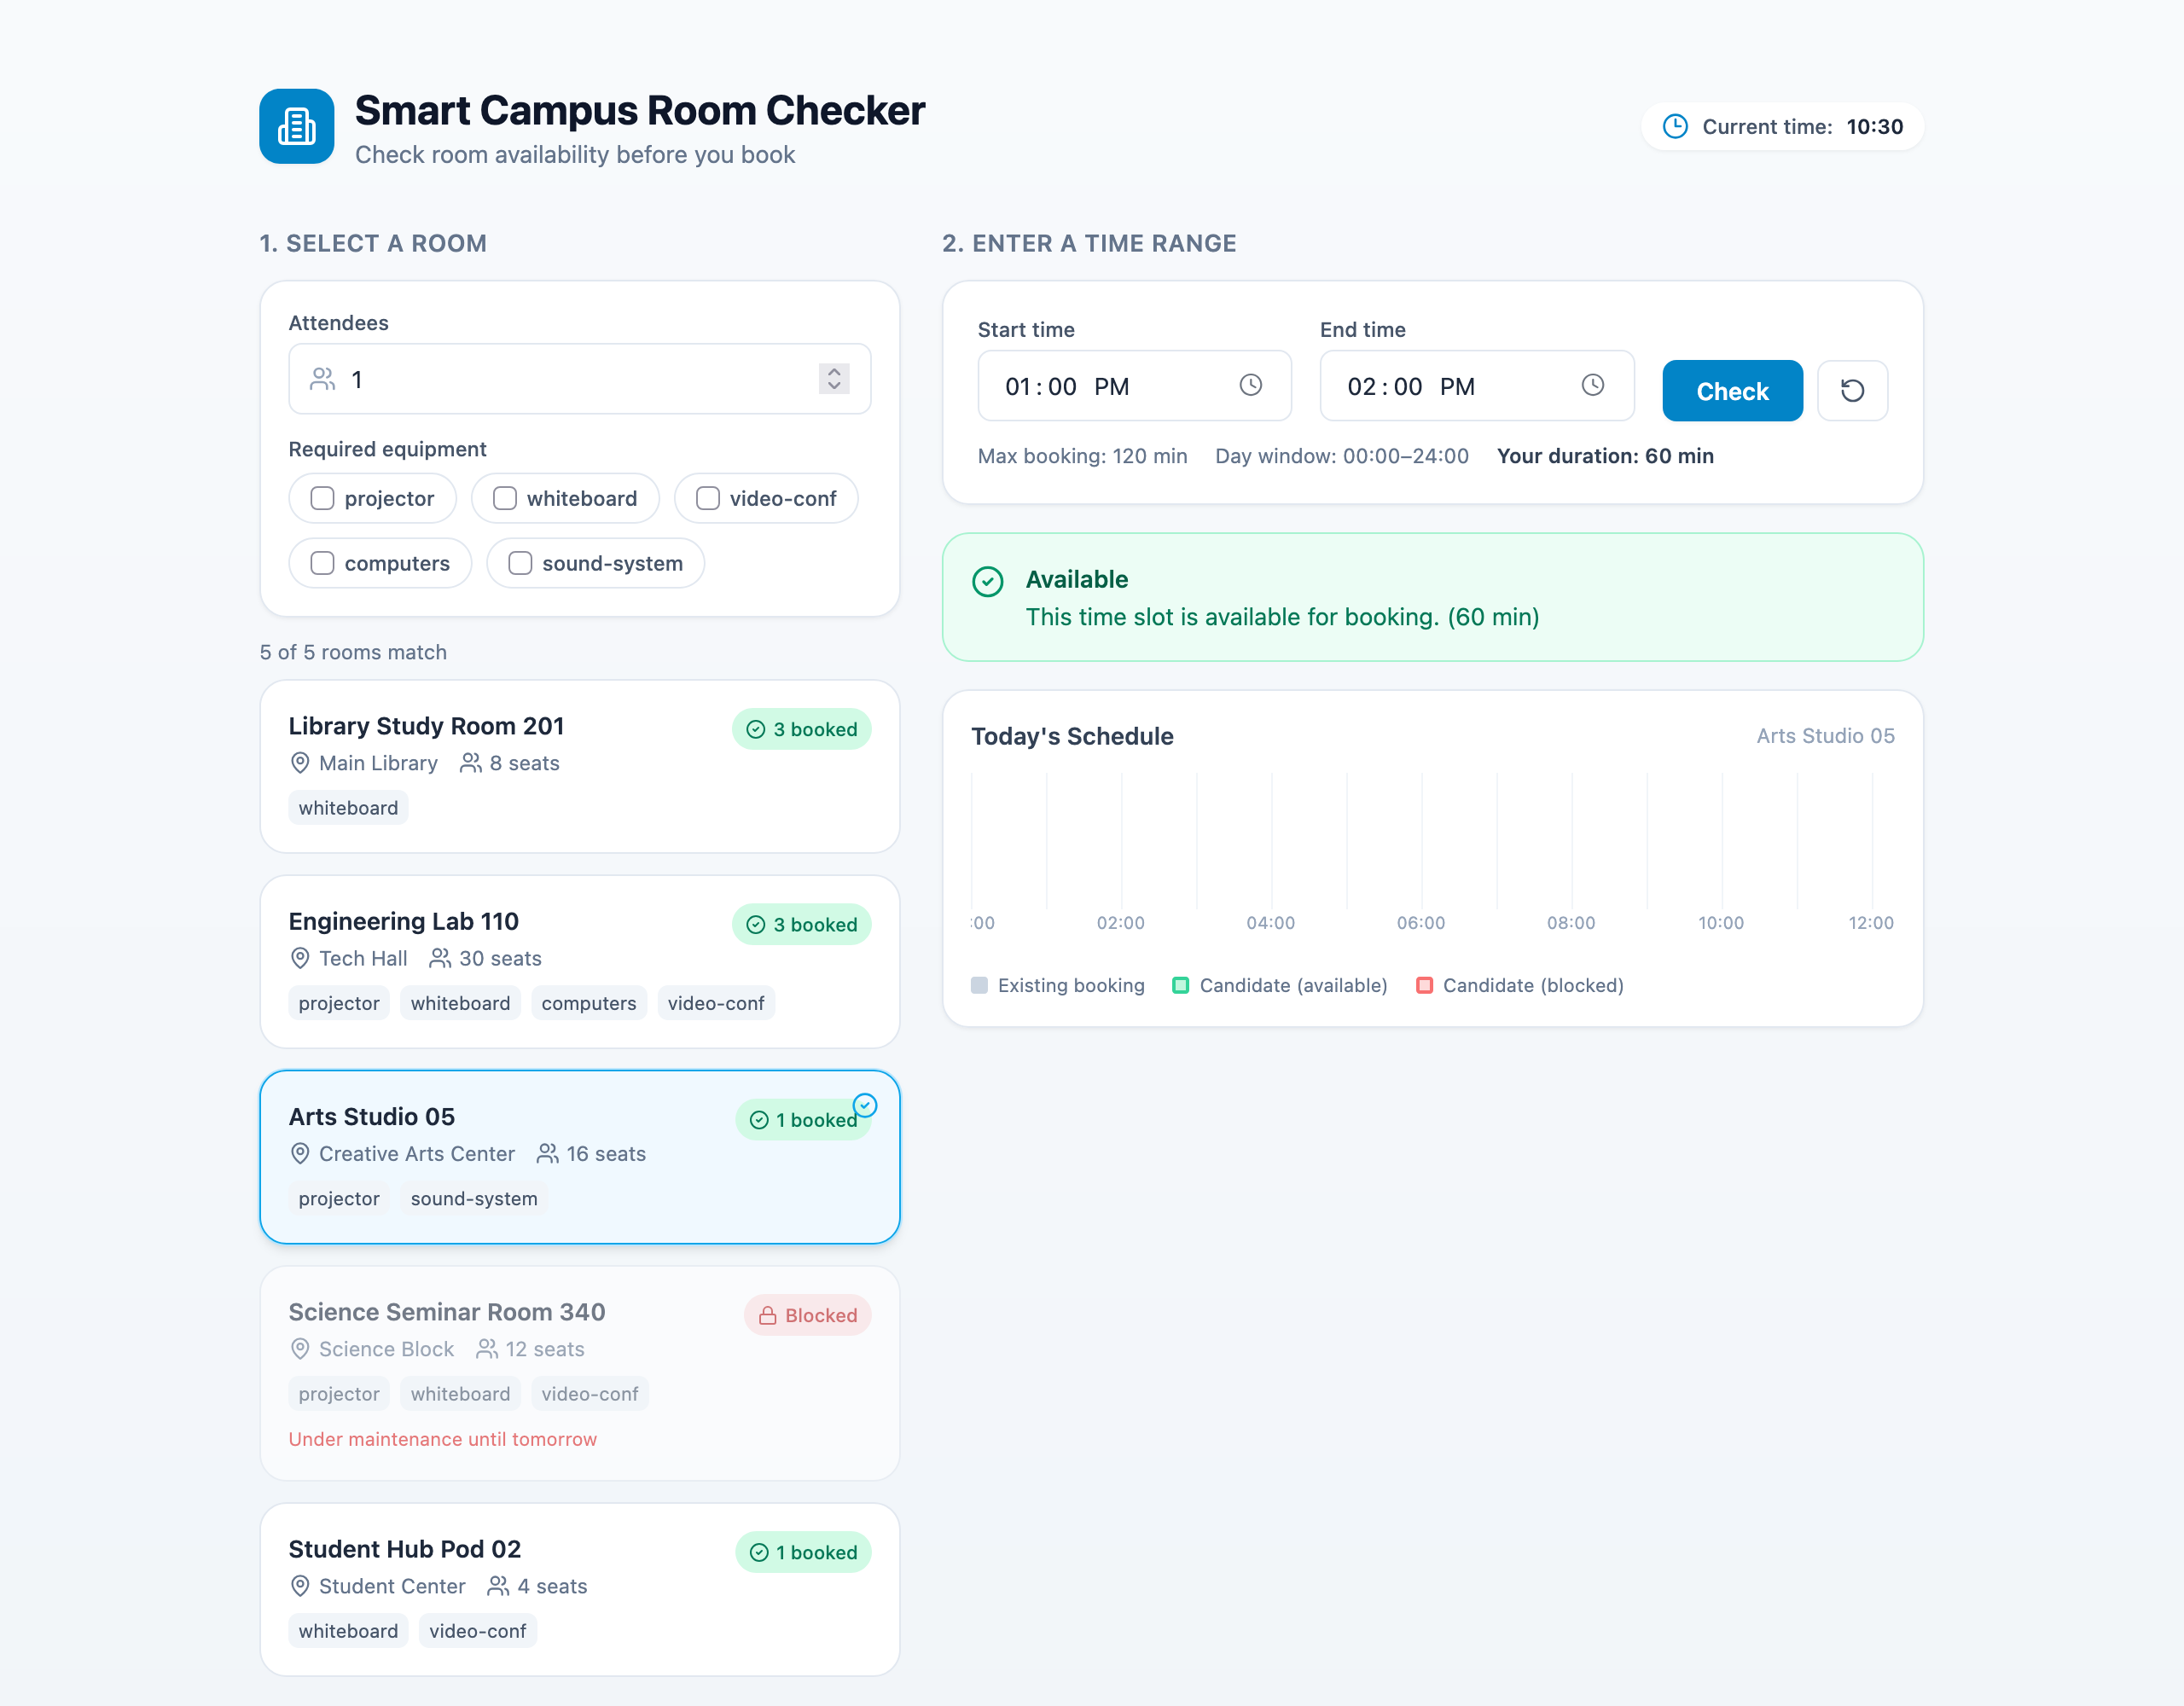 Smart Campus Room Checker
Check room availability before you book
Current time: 10:30
1. SELECT A ROOM
Attendees
1
Required equipment
projector whiteboard video-conf
computers sound-system
5 of 5 rooms match
Library Study Room 201
3 booked
Main Library 8 seats
whiteboard
Engineering Lab 110
3 booked
Tech Hall 30 seats
projector whiteboard computers video-conf
Arts Studio 05
1 booked
Creative Arts Center 16 seats
projector sound-system
Science Seminar Room 340
Blocked
Science Block 12 seats
projector whiteboard video-conf
Under maintenance until tomorrow
Student Hub Pod 02
1 booked
Student Center 4 seats
whiteboard video-conf
2. ENTER A TIME RANGE
Start time End time
01:00 PM 02:00 PM Check
Max booking: 120 min Day window: 00:00–24:00 Your duration: 60 min
Available
This time slot is available for booking. (60 min)
Today's Schedule Arts Studio 05
:00 02:00 04:00 06:00 08:00 10:00 12:00
Existing booking Candidate (available) Candidate (blocked)